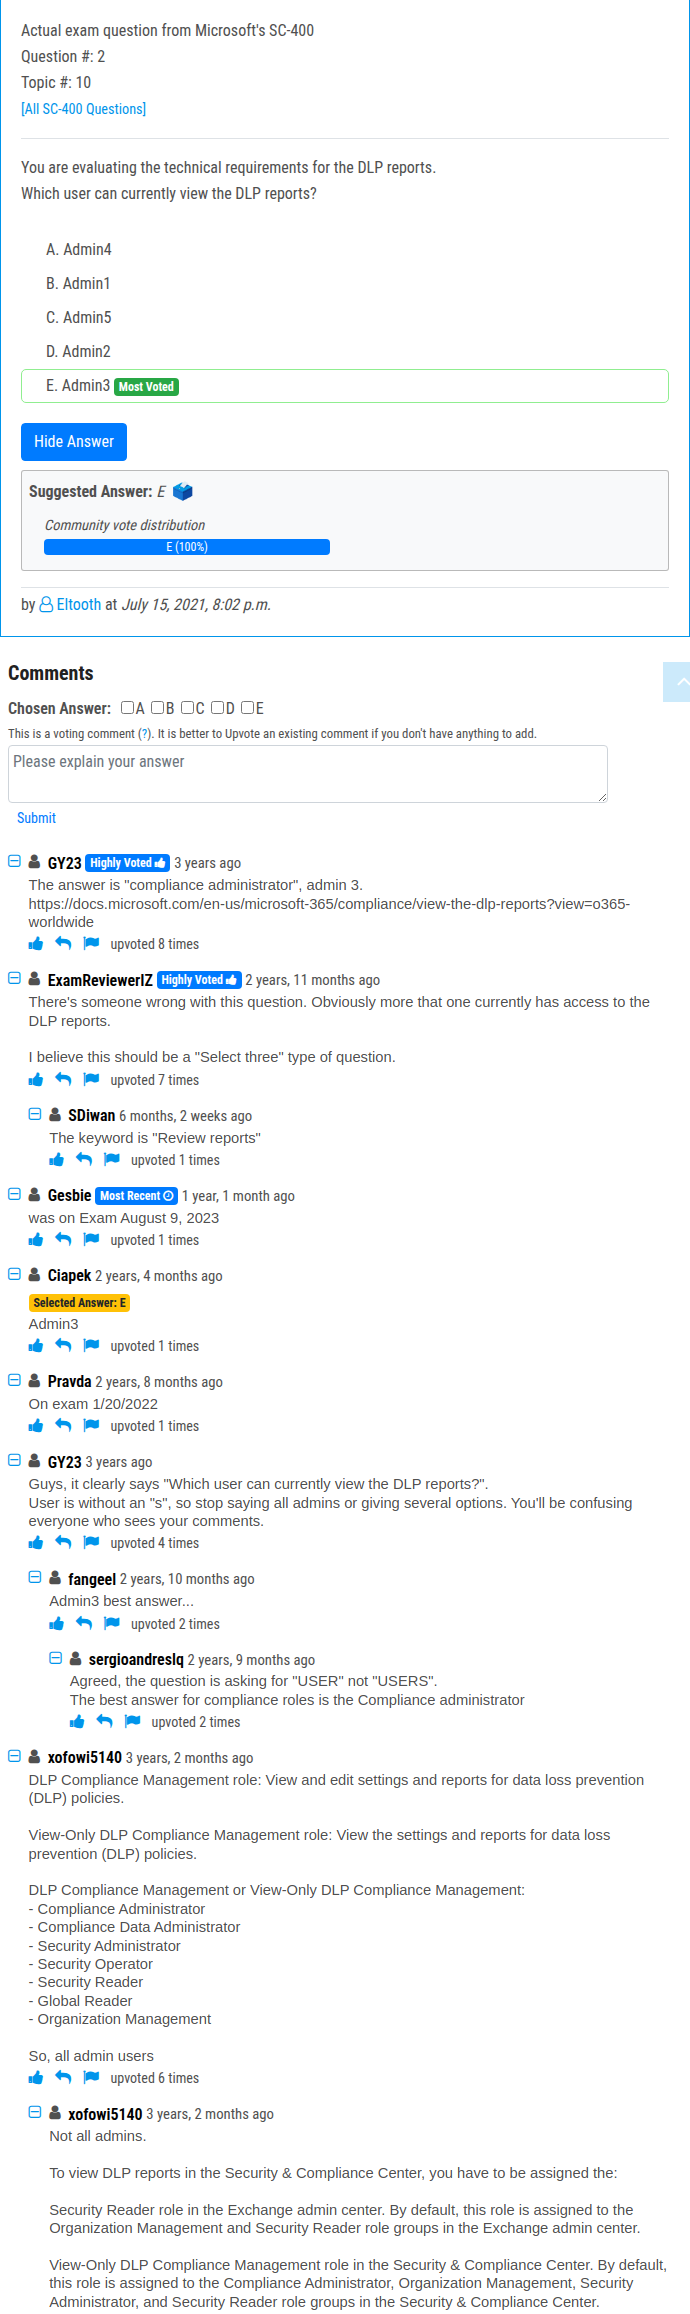 Actual exam question from Microsoft's SC-400
Question #: 2
Topic #: 10
[All SC-400 Questions]
You are evaluating the technical requirements for the DLP reports.
Which user can currently view the DLP reports?
A. Admin4
B. Admin1
C. Admin5
D. Admin2
E. Admin3 Most Voted
Hide Answer
Suggested Answer: E
Community vote distribution
E (100%)
by Eltooth at July 15, 2021, 8:02 p.m.
Comments
Chosen Answer: A B C D E
This is a voting comment (?). It is better to Upvote an existing comment if you don't have anything to add.
Please explain your answer
Submit
GY23 Highly Voted 3 years ago
The answer is "compliance administrator", admin 3.
https://docs.microsoft.com/en-us/microsoft-365/compliance/view-the-dlp-reports?view=o365-
worldwide
upvoted 8 times
ExamReviewerIZ Highly Voted 2 years, 11 months ago
There's someone wrong with this question. Obviously more that one currently has access to the
DLP reports.
I believe this should be a "Select three" type of question.
upvoted 7 times
SDiwan 6 months, 2 weeks ago
The keyword is "Review reports"
upvoted 1 times
Gesbie Most Recent 1 year, 1 month ago
was on Exam August 9, 2023
upvoted 1 times
Ciapek 2 years, 4 months ago
Selected Answer: E
Admin3
upvoted 1 times
Pravda 2 years, 8 months ago
On exam 1/20/2022
upvoted 1 times
GY23 3 years ago
Guys, it clearly says "Which user can currently view the DLP reports?".
User is without an "s", so stop saying all admins or giving several options. You'll be confusing
everyone who sees your comments.
upvoted 4 times
fangeel 2 years, 10 months ago
Admin3 best answer...
upvoted 2 times
sergioandreslq 2 years, 9 months ago
Agreed, the question is asking for "USER" not "USERS".
The best answer for compliance roles is the Compliance administrator
upvoted 2 times
xofowi5140 3 years, 2 months ago
DLP Compliance Management role: View and edit settings and reports for data loss prevention
(DLP) policies.
View-Only DLP Compliance Management role: View the settings and reports for data loss
prevention (DLP) policies.
DLP Compliance Management or View-Only DLP Compliance Management:
- Compliance Administrator
- Compliance Data Administrator
- Security Administrator
- Security Operator
- Security Reader
- Global Reader
- Organization Management
So, all admin users
upvoted 6 times
xofowi5140 3 years, 2 months ago
Not all admins.
To view DLP reports in the Security & Compliance Center, you have to be assigned the:
Security Reader role in the Exchange admin center. By default, this role is assigned to the
Organization Management and Security Reader role groups in the Exchange admin center.
View-Only DLP Compliance Management role in the Security & Compliance Center. By default,
this role is assigned to the Compliance Administrator, Organization Management, Security
Administrator, and Security Reader role groups in the Security & Compliance Center.